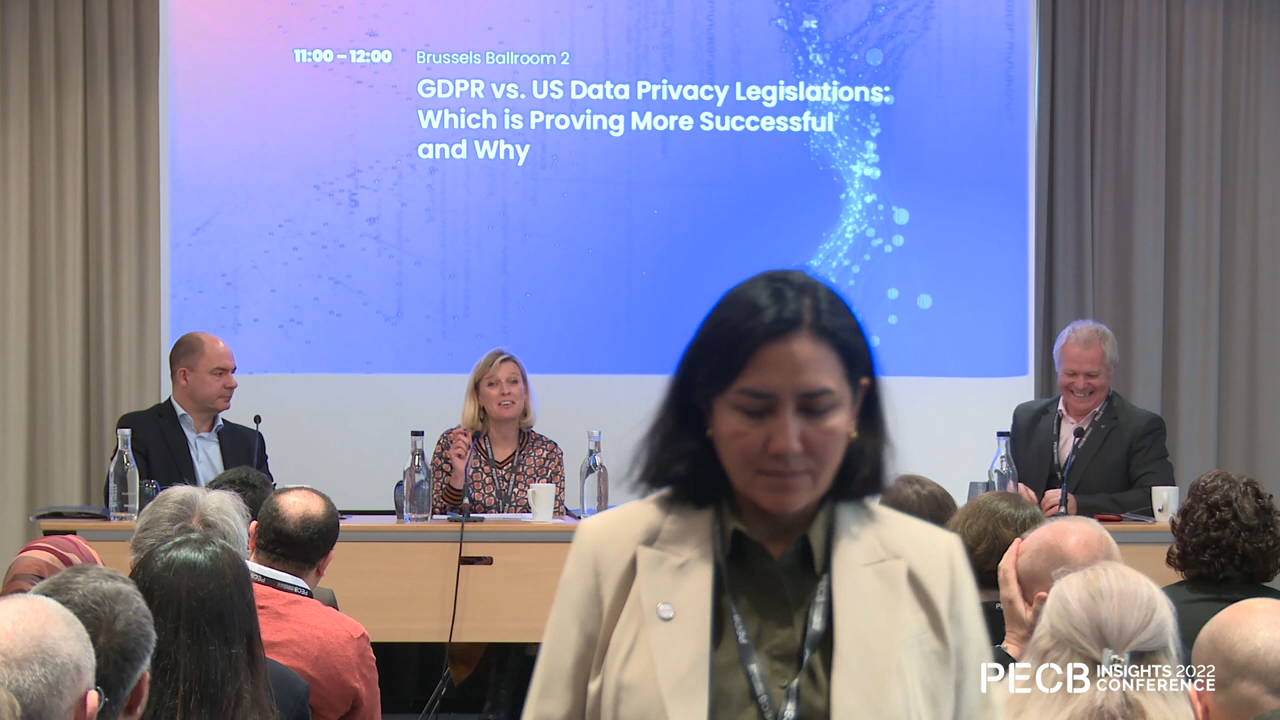 11:00 – 12:00 Brussels Ballroom 2
GDPR vs. US Data Privacy Legislations:
Which is Proving More Successful
and Why
PECB INSIGHTS 2022
CONFERENCE